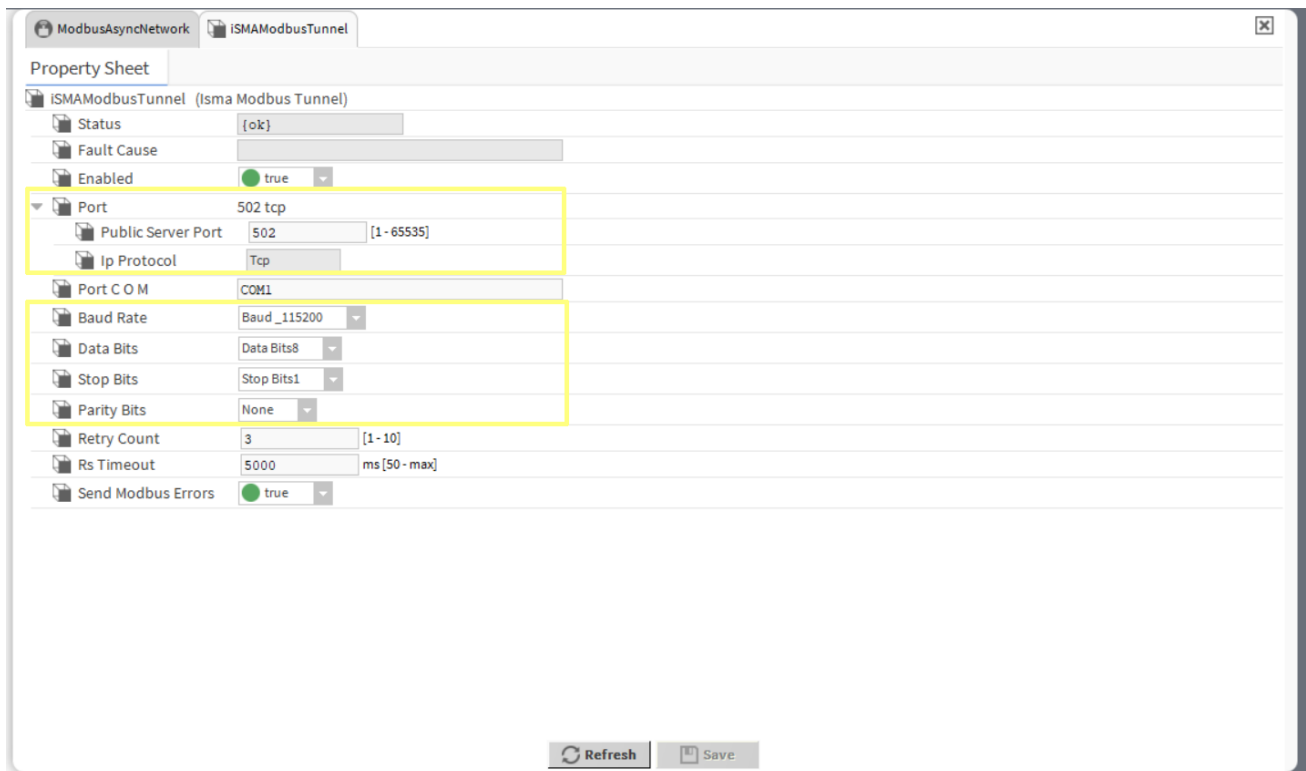 ModbusAsyncNetwork iSMAModbusTunnel
Property Sheet
iSMAModbusTunnel (Isma Modbus Tunnel)
Status {ok}
Fault Cause
Enabled true
Port 502 tcp
Public Server Port 502 [1 - 65535]
Ip Protocol Tcp
Port C O M COM1
Baud Rate Baud _115200
Data Bits Data Bits8
Stop Bits Stop Bits1
Parity Bits None
Retry Count 3 [1 - 10]
Rs Timeout 5000 ms [50 - max]
Send Modbus Errors true
Refresh Save